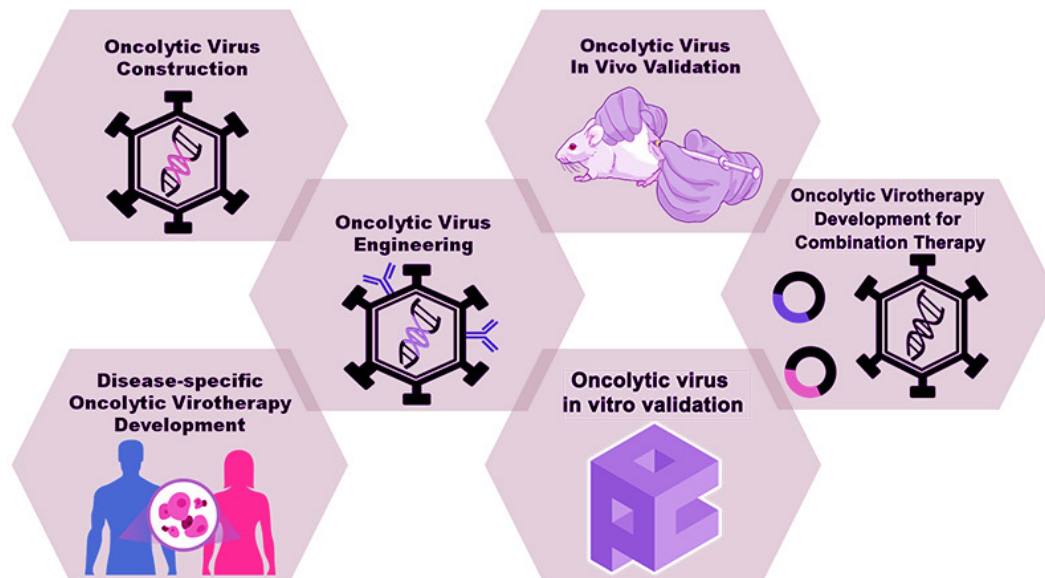 Oncolytic Virus
Construction
Oncolytic Virus
In Vivo Validation
Oncolytic Virus
Engineering
Oncolytic Virotherapy
Development for
Combination Therapy
Disease-specific
Oncolytic Virotherapy
Development
Oncolytic virus
in vitro validation